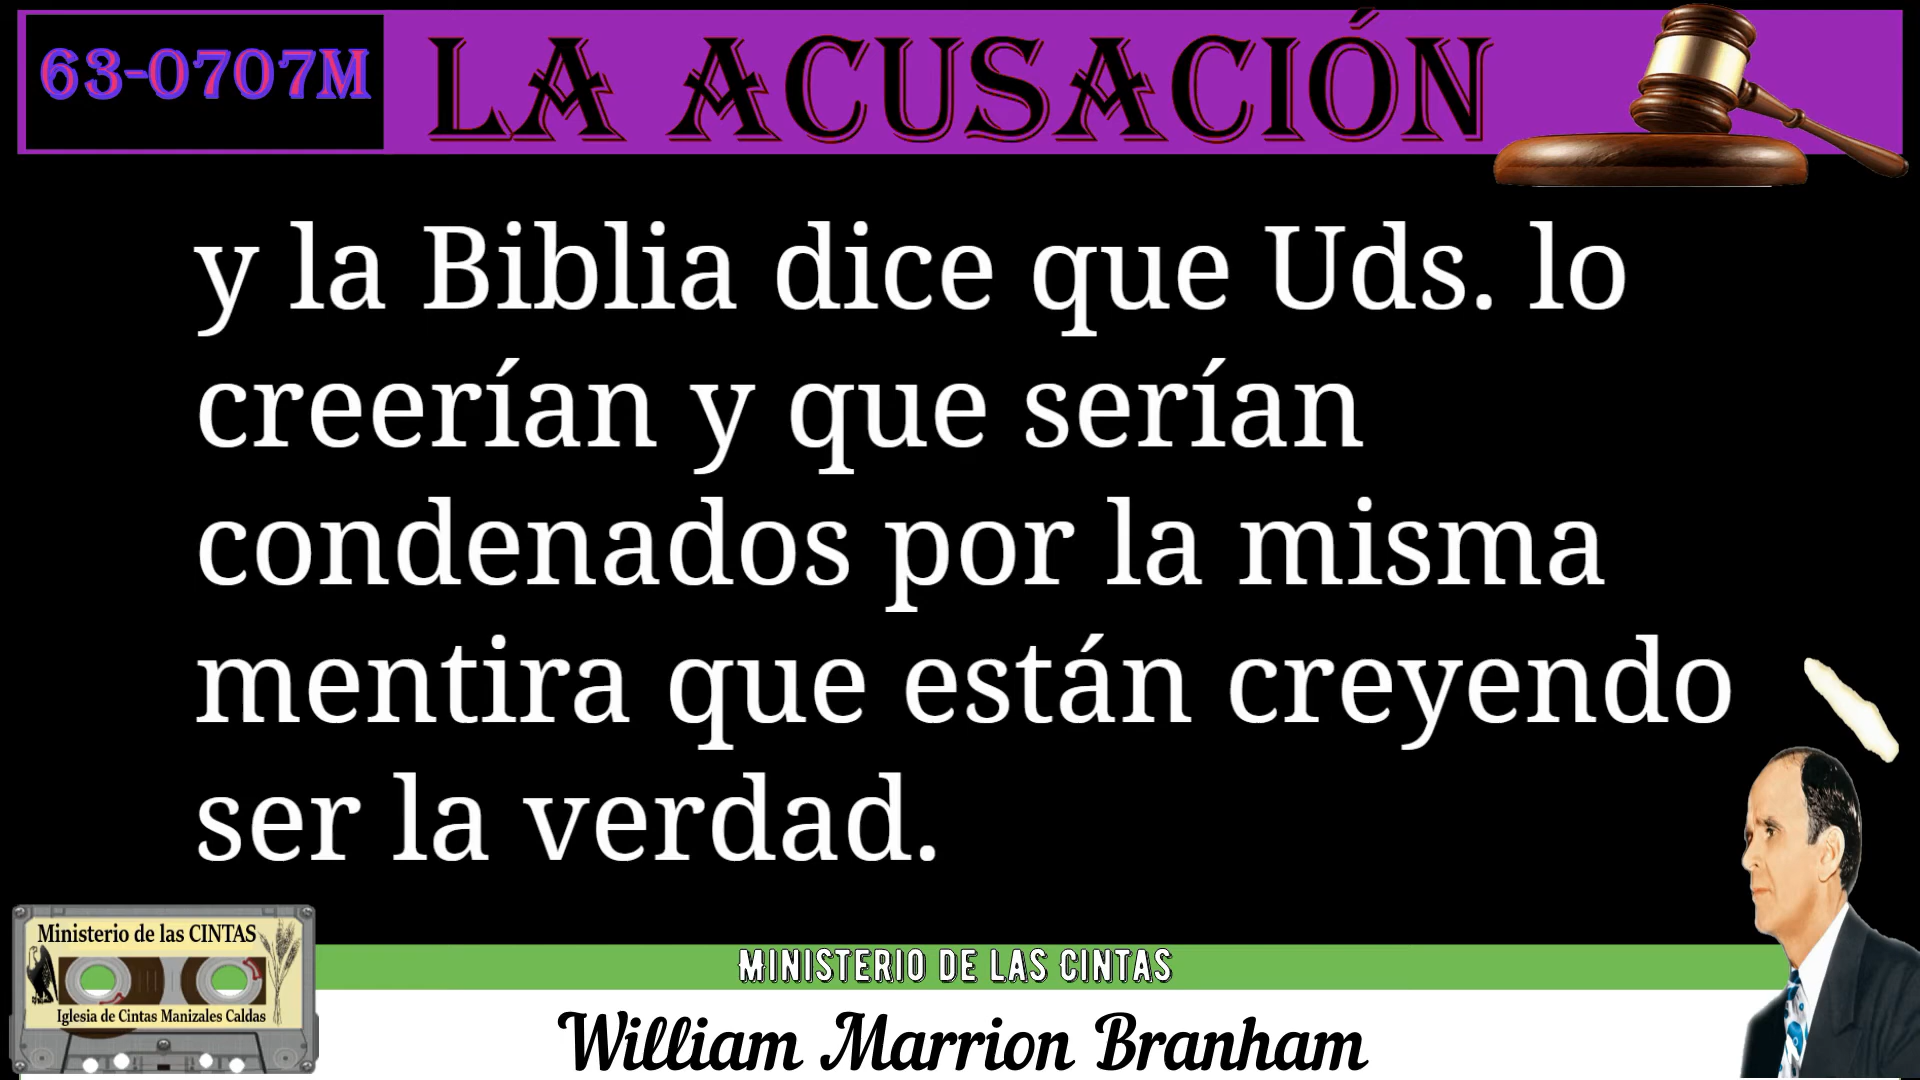 63-0707M
LA ACUSACIÓN
y la Biblia dice que Uds. lo
creerían y que serían
condenados por la misma
mentira que están creyendo
ser la verdad.
Ministerio de las CINTAS
Iglesia de Cintas Manizales Caldas
MINISTERIO DE LAS CINTAS
William Marrion Branham